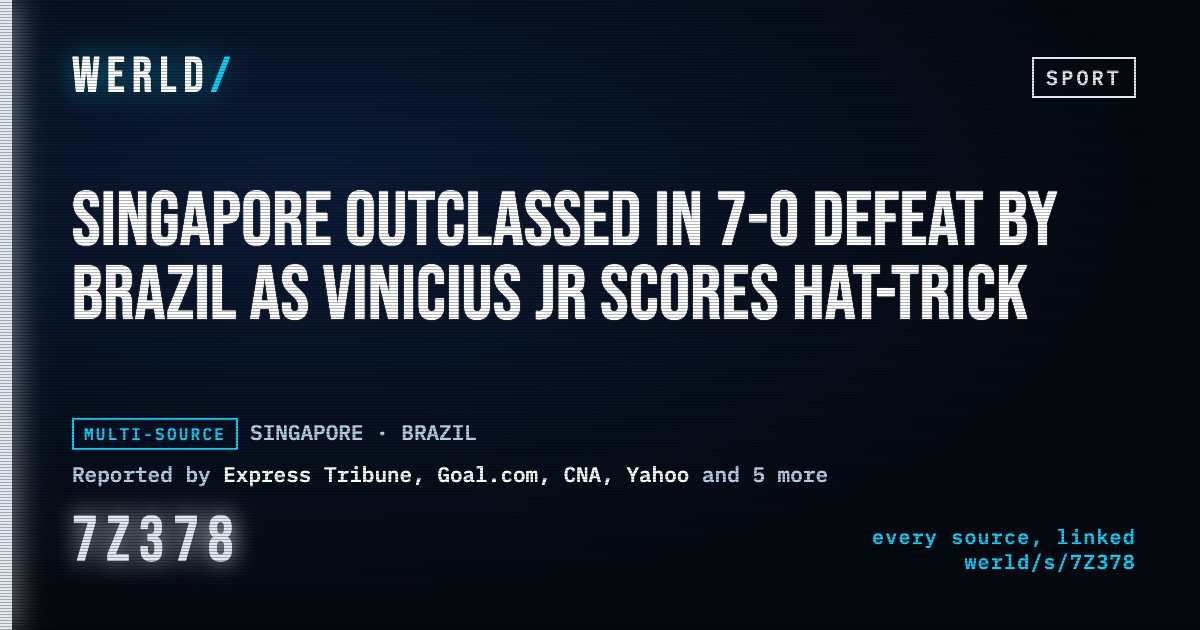 WERLD/
SPORT
SINGAPORE OUTCLASSED IN 7-0 DEFEAT BY
BRAZIL AS VINICIUS JR SCORES HAT-TRICK
MULTI-SOURCE SINGAPORE · BRAZIL
Reported by Express Tribune, Goal.com, CNA, Yahoo and 5 more
7Z378
every source, linked
werld/s/7Z378